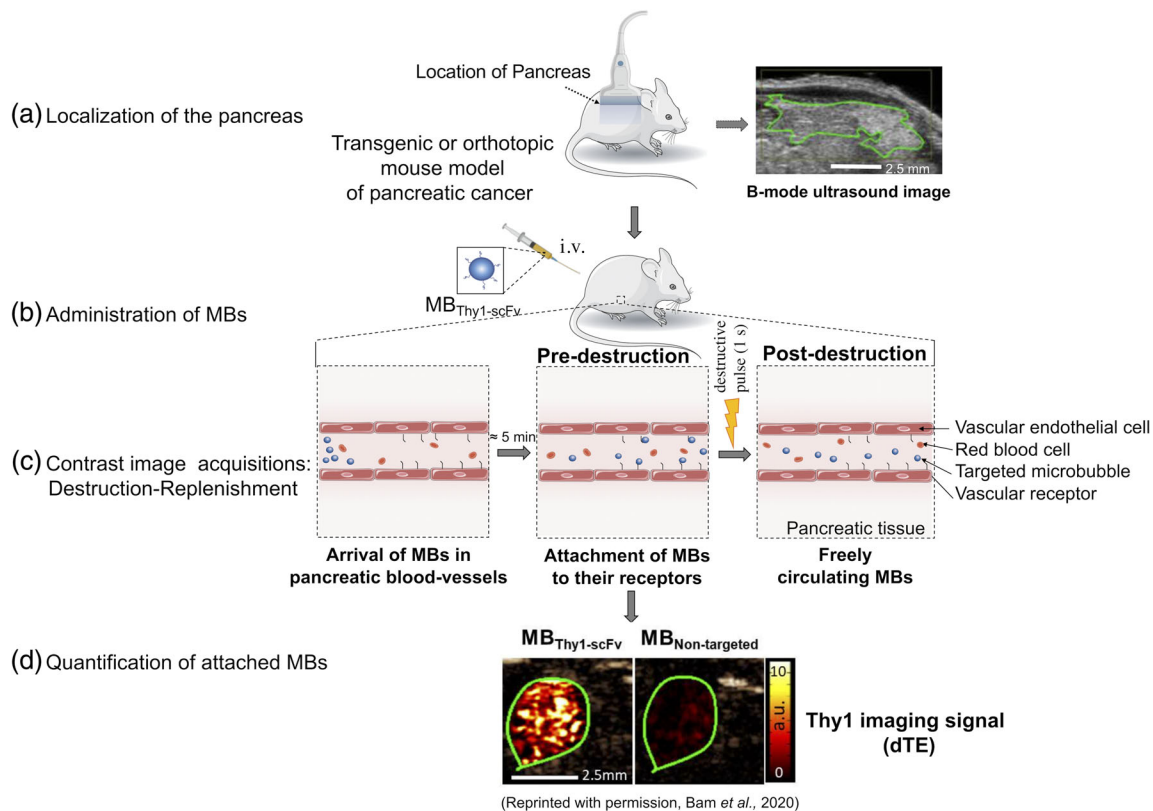 (a) Localization of the pancreas
Location of Pancreas
Transgenic or orthotopic
mouse model
of pancreatic cancer
2.5 mm
B-mode ultrasound image
i.v.
MBThy1-scFv
(b) Administration of MBs
Pre-destruction
destructive
pulse (1 s)
Post-destruction
≈ 5 min
(c) Contrast image acquisitions:
Destruction-Replenishment
Vascular endothelial cell
Red blood cell
Targeted microbubble
Vascular receptor
Pancreatic tissue
Arrival of MBs in
pancreatic blood-vessels
Attachment of MBs
to their receptors
Freely
circulating MBs
(d) Quantification of attached MBs
MBThy1-scFv
MBNon-targeted
2.5mm
10
a.u.
0
Thy1 imaging signal
(dTE)
(Reprinted with permission, Bam et al., 2020)